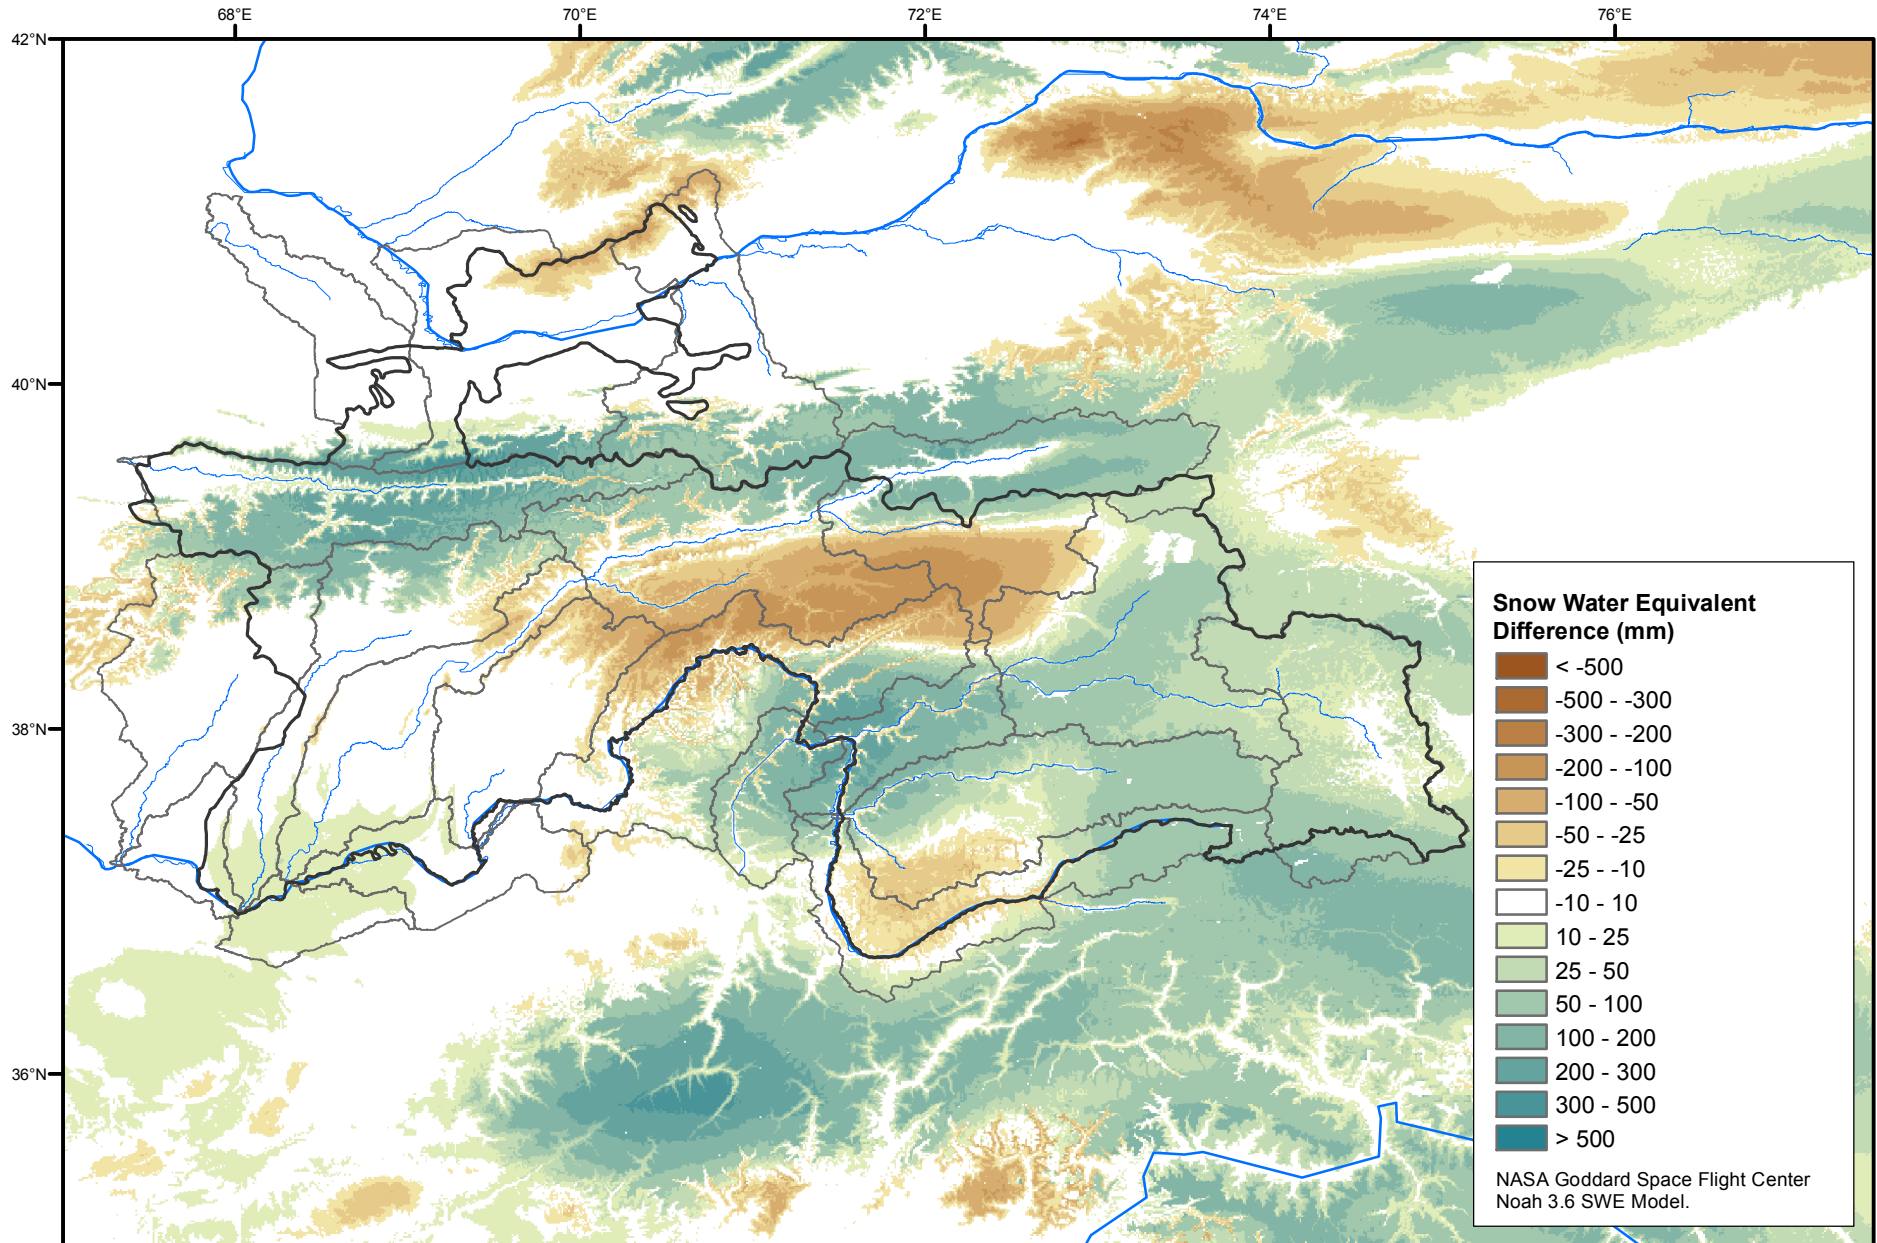 68°E 70°E 72°E 74°E 76°E
42°N
40°N
38°N
36°N
Snow Water Equivalent
Difference (mm)
< -500
-500 - -300
-300 - -200
-200 - -100
-100 - -50
-50 - -25
-25 - -10
-10 - 10
10 - 25
25 - 50
50 - 100
100 - 200
200 - 300
300 - 500
> 500
NASA Goddard Space Flight Center
Noah 3.6 SWE Model.